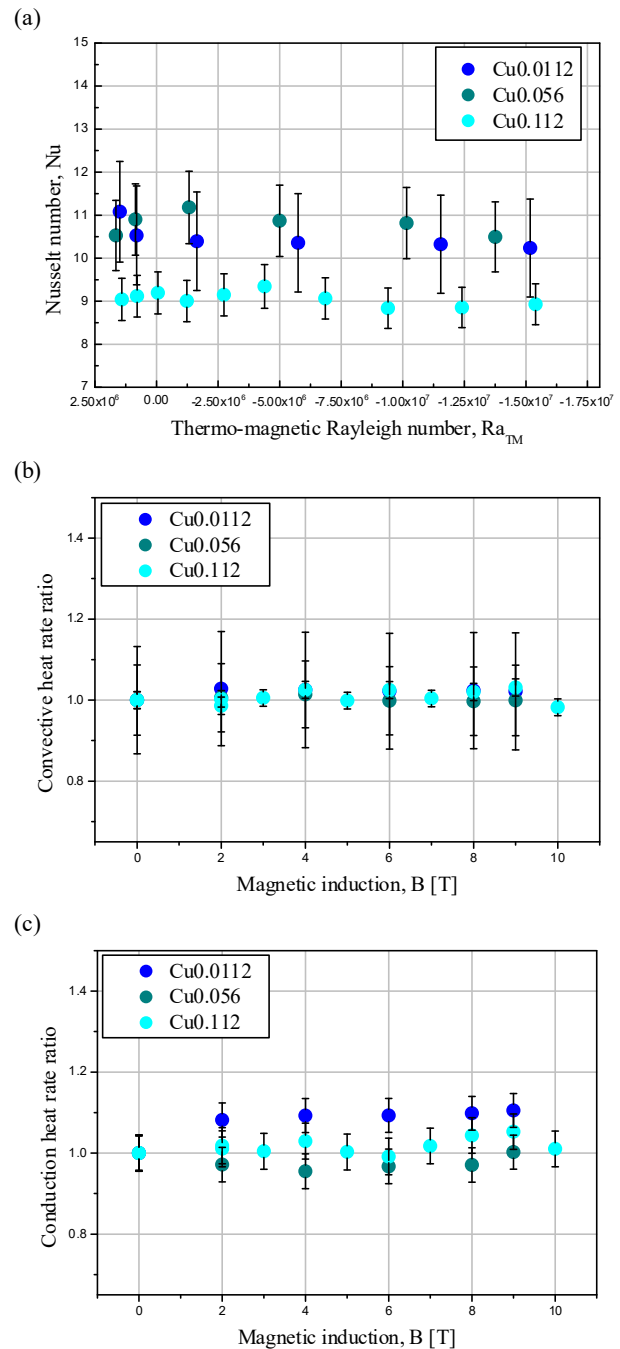 (a)
15
14
13
12
11
10
9
8
7
Nusselt number, Nu
Cu0.0112
Cu0.056
Cu0.112
2.50x10⁶ 0.00 -2.50x10⁶ -5.00x10⁶ -7.50x10⁶ -1.00x10⁷ -1.25x10⁷ -1.50x10⁷ -1.75x10⁷
Thermo-magnetic Rayleigh number, Ra_TM
(b)
1.4
1.2
1.0
0.8
Convective heat rate ratio
Cu0.0112
Cu0.056
Cu0.112
0 2 4 6 8 10
Magnetic induction, B [T]
(c)
1.4
1.2
1.0
0.8
Conduction heat rate ratio
Cu0.0112
Cu0.056
Cu0.112
0 2 4 6 8 10
Magnetic induction, B [T]